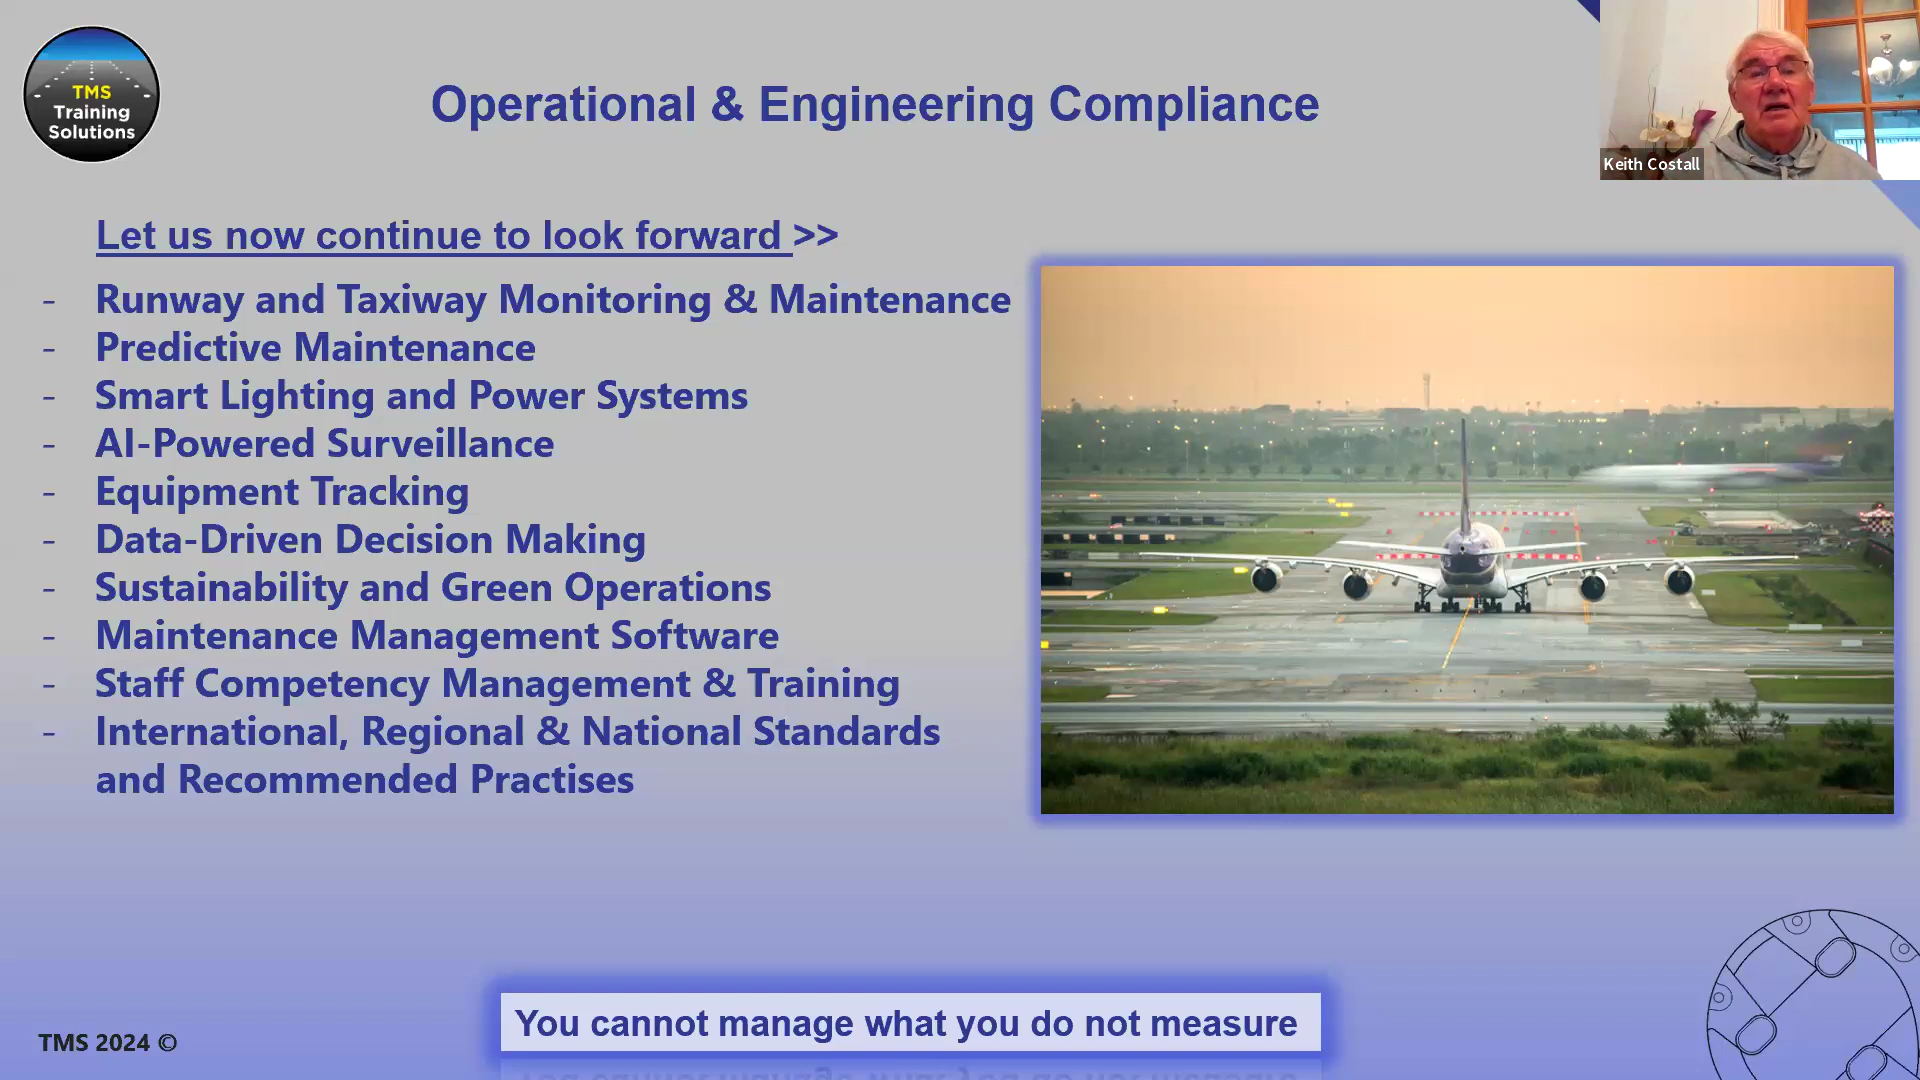 TMS
Training
Solutions
Operational & Engineering Compliance
Keith Costall
Let us now continue to look forward >>
- Runway and Taxiway Monitoring & Maintenance
- Predictive Maintenance
- Smart Lighting and Power Systems
- AI-Powered Surveillance
- Equipment Tracking
- Data-Driven Decision Making
- Sustainability and Green Operations
- Maintenance Management Software
- Staff Competency Management & Training
- International, Regional & National Standards
and Recommended Practises
You cannot manage what you do not measure
TMS 2024 ©